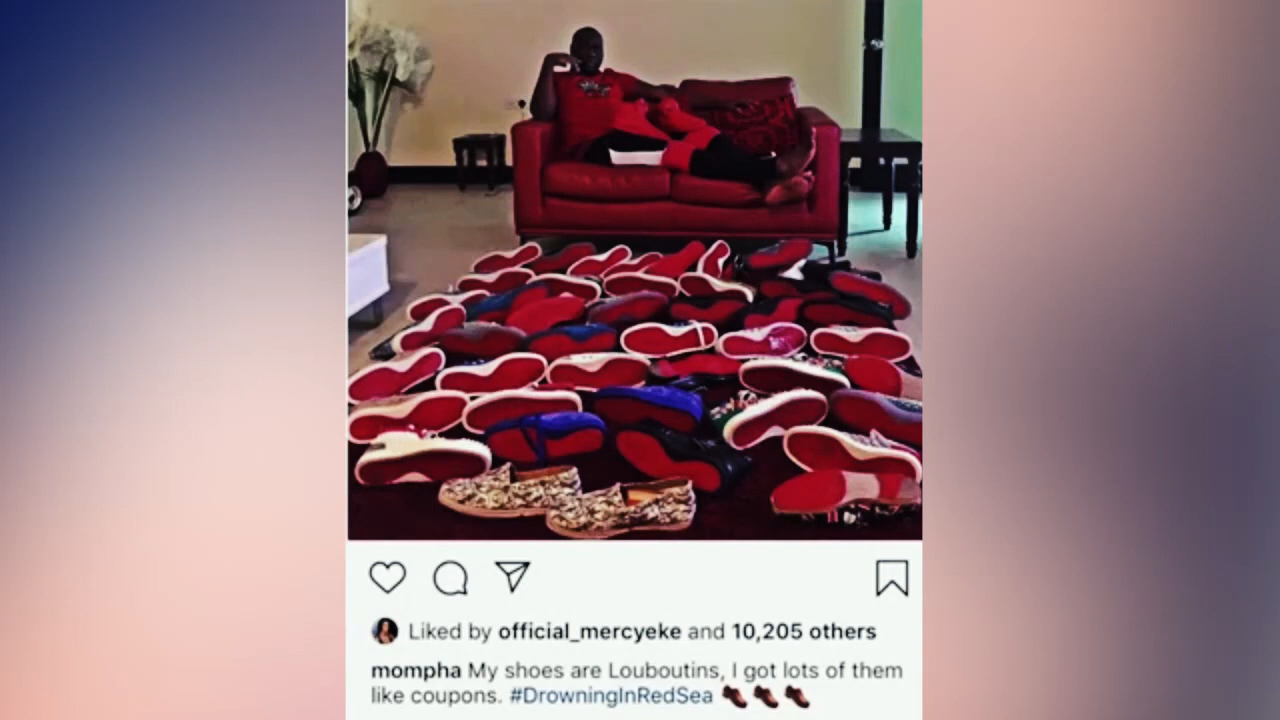 Liked by official_mercyeke and 10,205 others
mompha My shoes are Louboutins, I got lots of them
like coupons. #DrowningInRedSea 👞👞👞